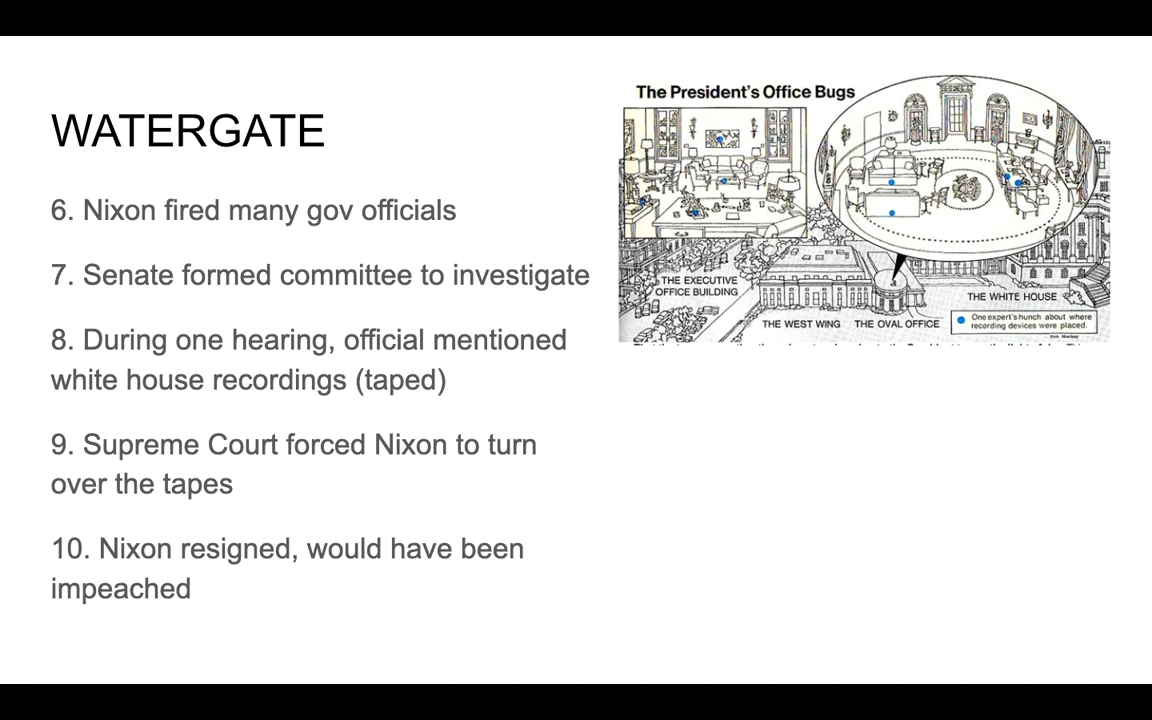 WATERGATE
6. Nixon fired many gov officials
7. Senate formed committee to investigate
8. During one hearing, official mentioned
white house recordings (taped)
9. Supreme Court forced Nixon to turn
over the tapes
10. Nixon resigned, would have been
impeached
The President's Office Bugs
THE EXECUTIVE
OFFICE BUILDING
THE WEST WING
THE OVAL OFFICE
THE WHITE HOUSE
One expert's hunch about where
recording devices were placed.